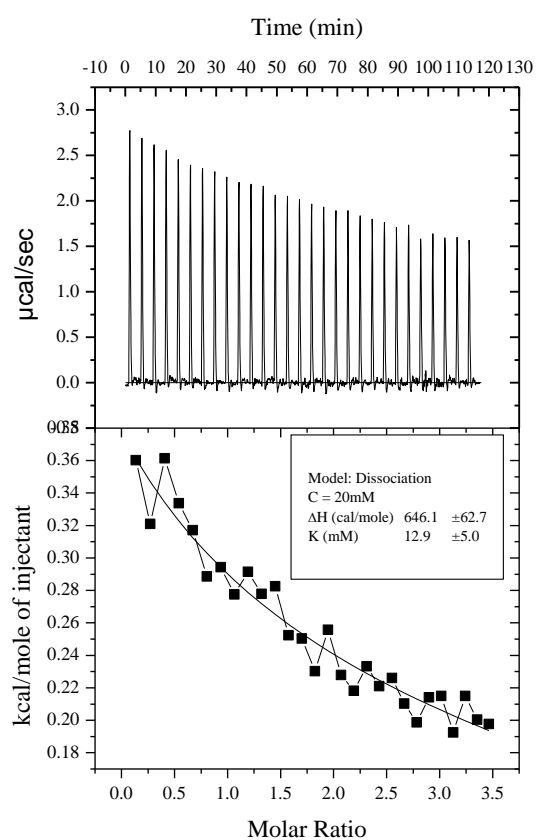 Time (min)
-10 0 10 20 30 40 50 60 70 80 90 100 110 120 130
3.0
2.5
2.0
1.5
1.0
0.5
0.0
µcal/sec
0.36
0.34
0.32
0.30
0.28
0.26
0.24
0.22
0.20
0.18
kcal/mole of injectant
Model: Dissociation
C = 20mM
ΔH (cal/mole) 646.1 ±62.7
K (mM) 12.9 ±5.0
0.0 0.5 1.0 1.5 2.0 2.5 3.0 3.5
Molar Ratio